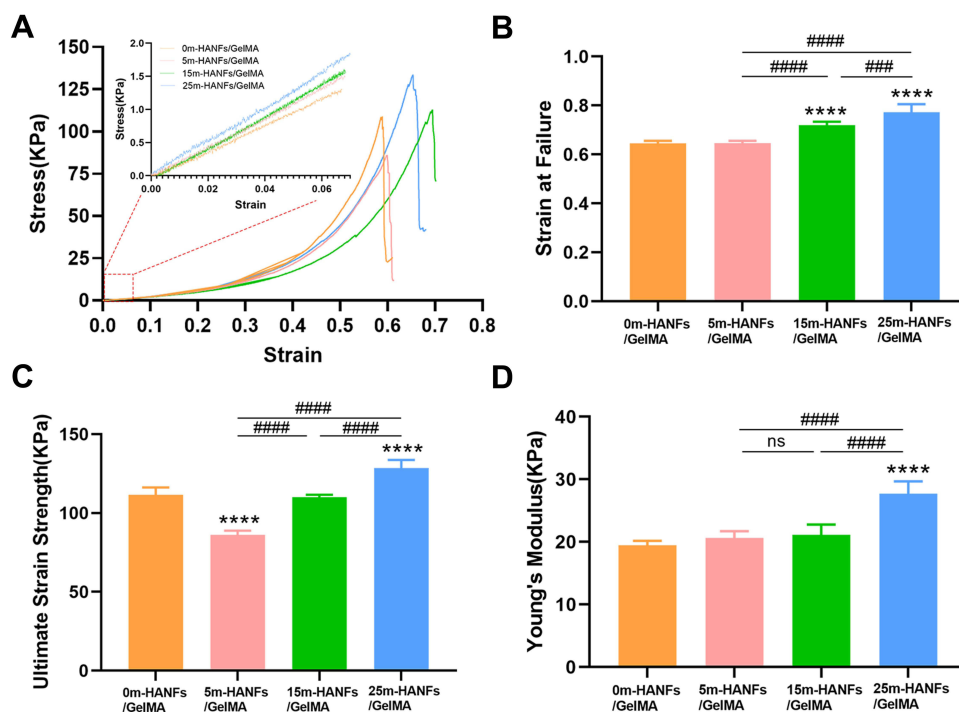 A
Stress(KPa)
150
125
100
75
50
25
0
0.0 0.1 0.2 0.3 0.4 0.5 0.6 0.7 0.8
Strain
Stress(KPa)
2.0
1.5
1.0
0.5
0.0
0.00 0.02 0.04 0.06
Strain
0m-HANFs/GelMA
5m-HANFs/GelMA
15m-HANFs/GelMA
25m-HANFs/GelMA
B
Strain at Failure
1.0
0.8
0.6
0.4
0.2
0.0
####
#### ###
**** ****
0m-HANFs 5m-HANFs 15m-HANFs 25m-HANFs
/GelMA /GelMA /GelMA /GelMA
C
Ultimate Strain Strength(KPa)
150
100
50
0
####
#### ####
**** ****
0m-HANFs 5m-HANFs 15m-HANFs 25m-HANFs
/GelMA /GelMA /GelMA /GelMA
D
Young's Modulus(KPa)
40
30
20
10
0
####
ns ####
****
0m-HANFs 5m-HANFs 15m-HANFs 25m-HANFs
/GelMA /GelMA /GelMA /GelMA